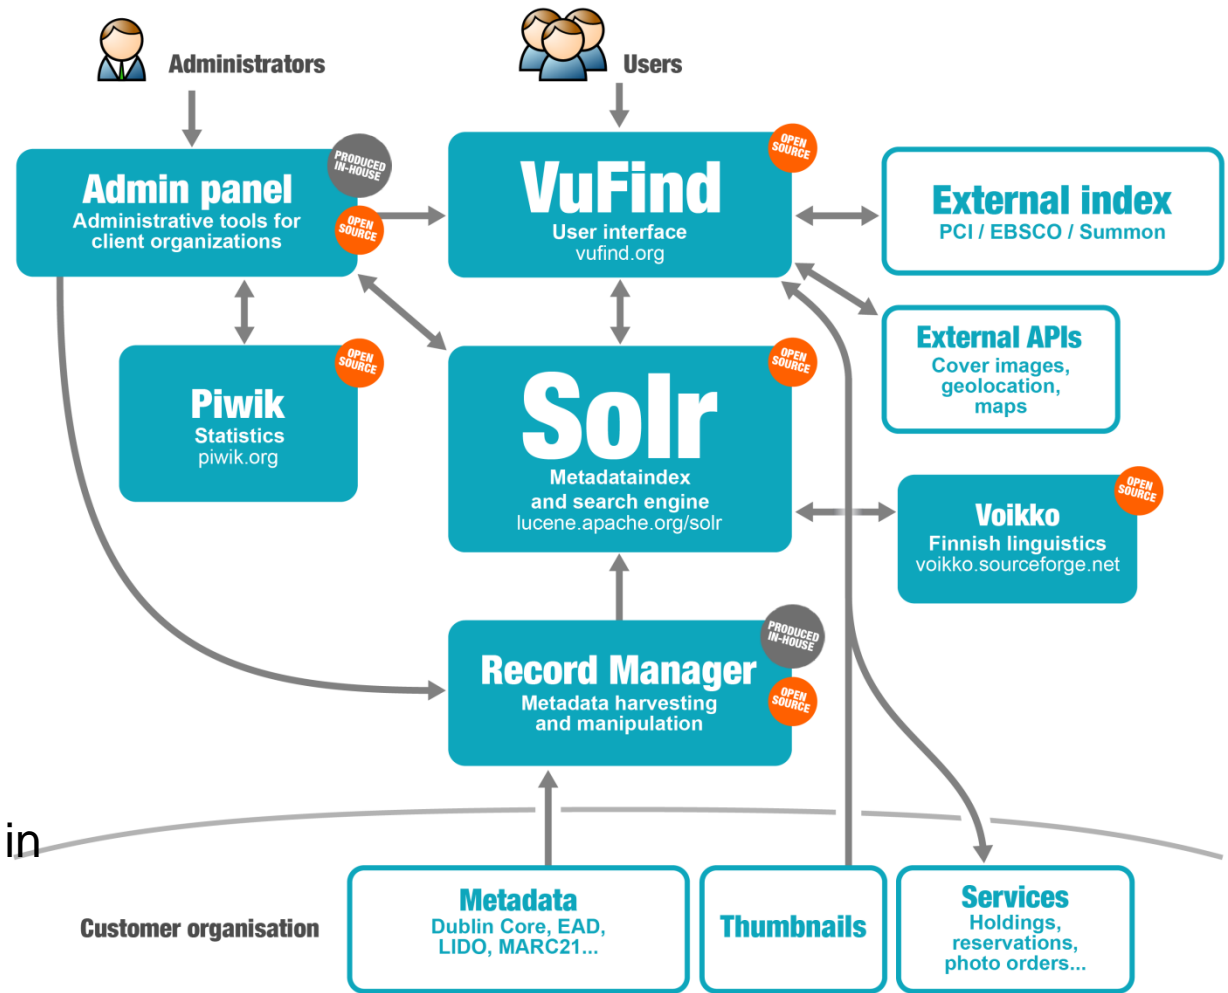 Administrators
Users
Admin panel
Administrative tools for
client organizations
PRODUCED
IN-HOUSE
OPEN
SOURCE
VuFind
User interface
vufind.org
OPEN
SOURCE
External index
PCI / EBSCO / Summon
External APIs
Cover images,
geolocation,
maps
Piwik
Statistics
piwik.org
OPEN
SOURCE
Solr
Metadataindex
and search engine
lucene.apache.org/solr
OPEN
SOURCE
Voikko
Finnish linguistics
voikko.sourceforge.net
OPEN
SOURCE
Record Manager
Metadata harvesting
and manipulation
PRODUCED
IN-HOUSE
OPEN
SOURCE
in
Customer organisation
Metadata
Dublin Core, EAD,
LIDO, MARC21...
Thumbnails
Services
Holdings,
reservations,
photo orders...